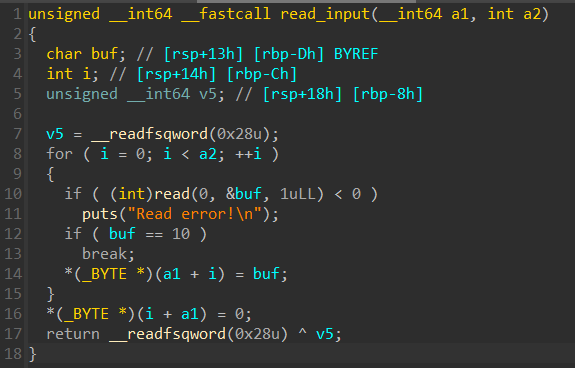 1 unsigned __int64 __fastcall read_input(__int64 a1, int a2)
2 {
3   char buf; // [rsp+13h] [rbp-Dh] BYREF
4   int i; // [rsp+14h] [rbp-Ch]
5   unsigned __int64 v5; // [rsp+18h] [rbp-8h]
6
7   v5 = __readfsqword(0x28u);
8   for ( i = 0; i < a2; ++i )
9   {
10     if ( (int)read(0, &buf, 1uLL) < 0 )
11       puts("Read error!\n");
12     if ( buf == 10 )
13       break;
14     *(_BYTE *)(a1 + i) = buf;
15   }
16   *(_BYTE *)(i + a1) = 0;
17   return __readfsqword(0x28u) ^ v5;
18 }